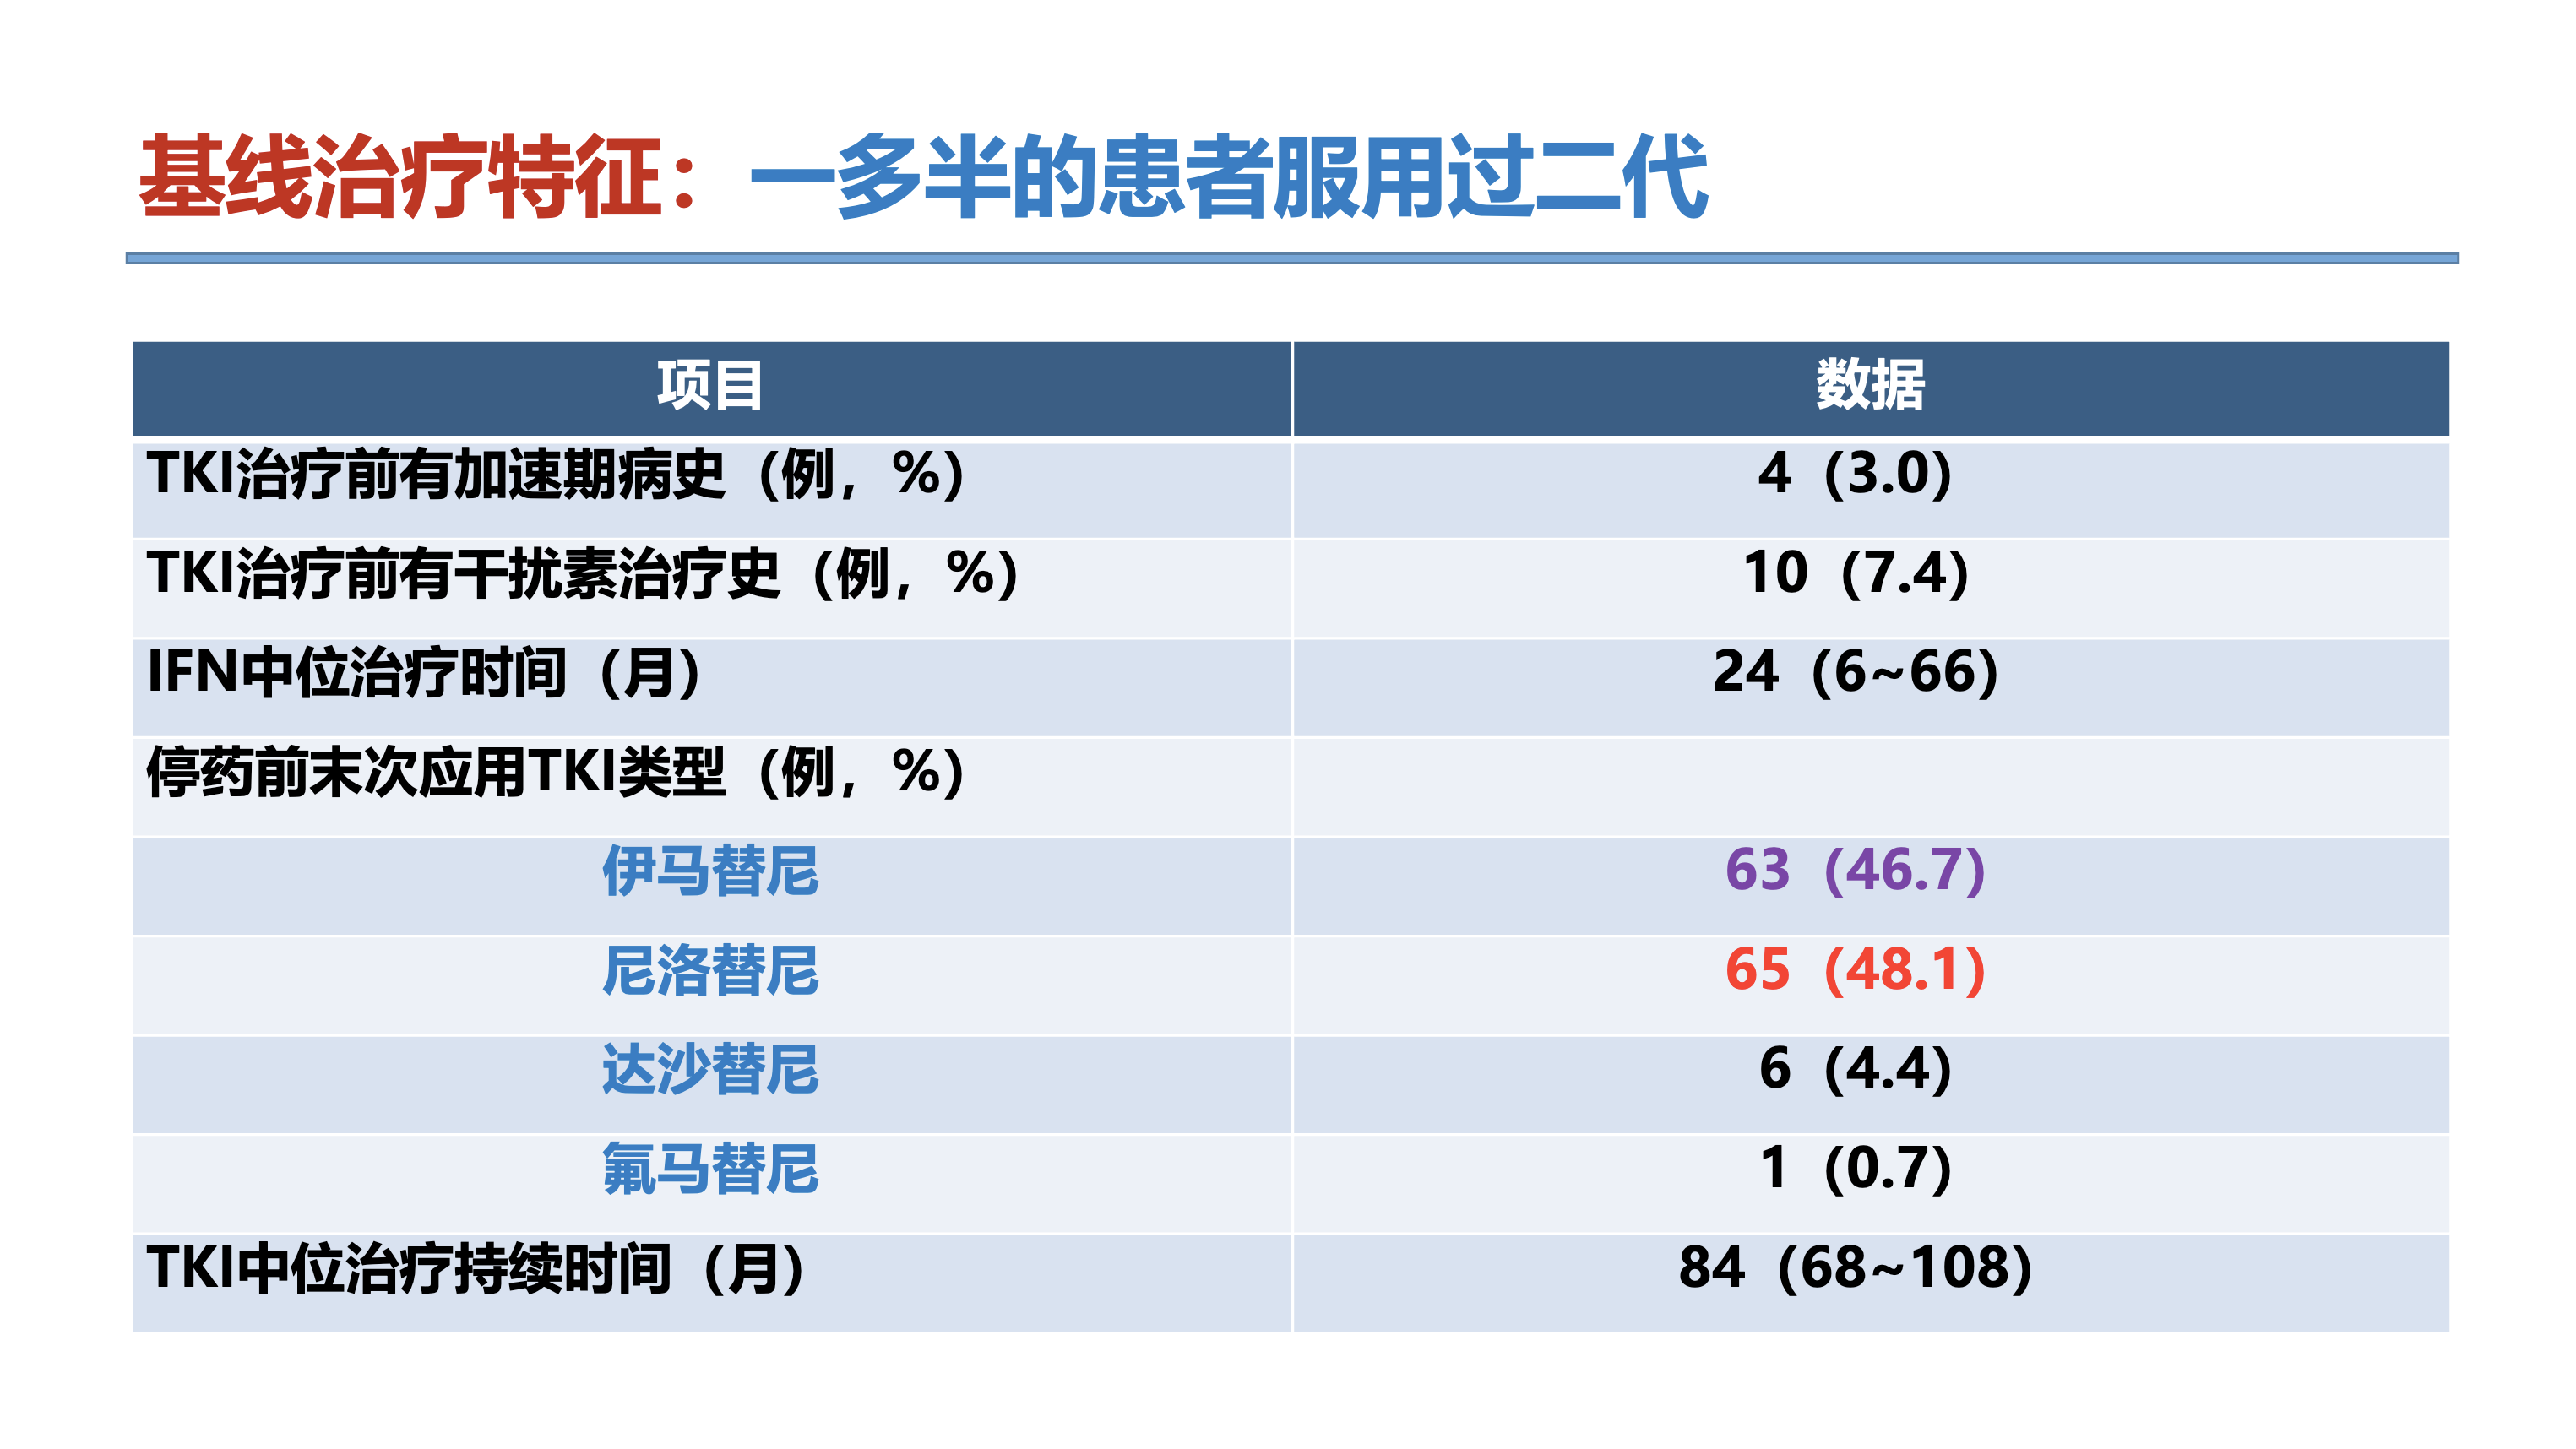 基线治疗特征：一多半的患者服用过二代
项目 数据
TKI治疗前有加速期病史（例，%） 4（3.0）
TKI治疗前有干扰素治疗史（例，%） 10（7.4）
IFN中位治疗时间（月） 24（6~66）
停药前末次应用TKI类型（例，%）
伊马替尼 63（46.7）
尼洛替尼 65（48.1）
达沙替尼 6（4.4）
氟马替尼 1（0.7）
TKI中位治疗持续时间（月） 84（68~108）